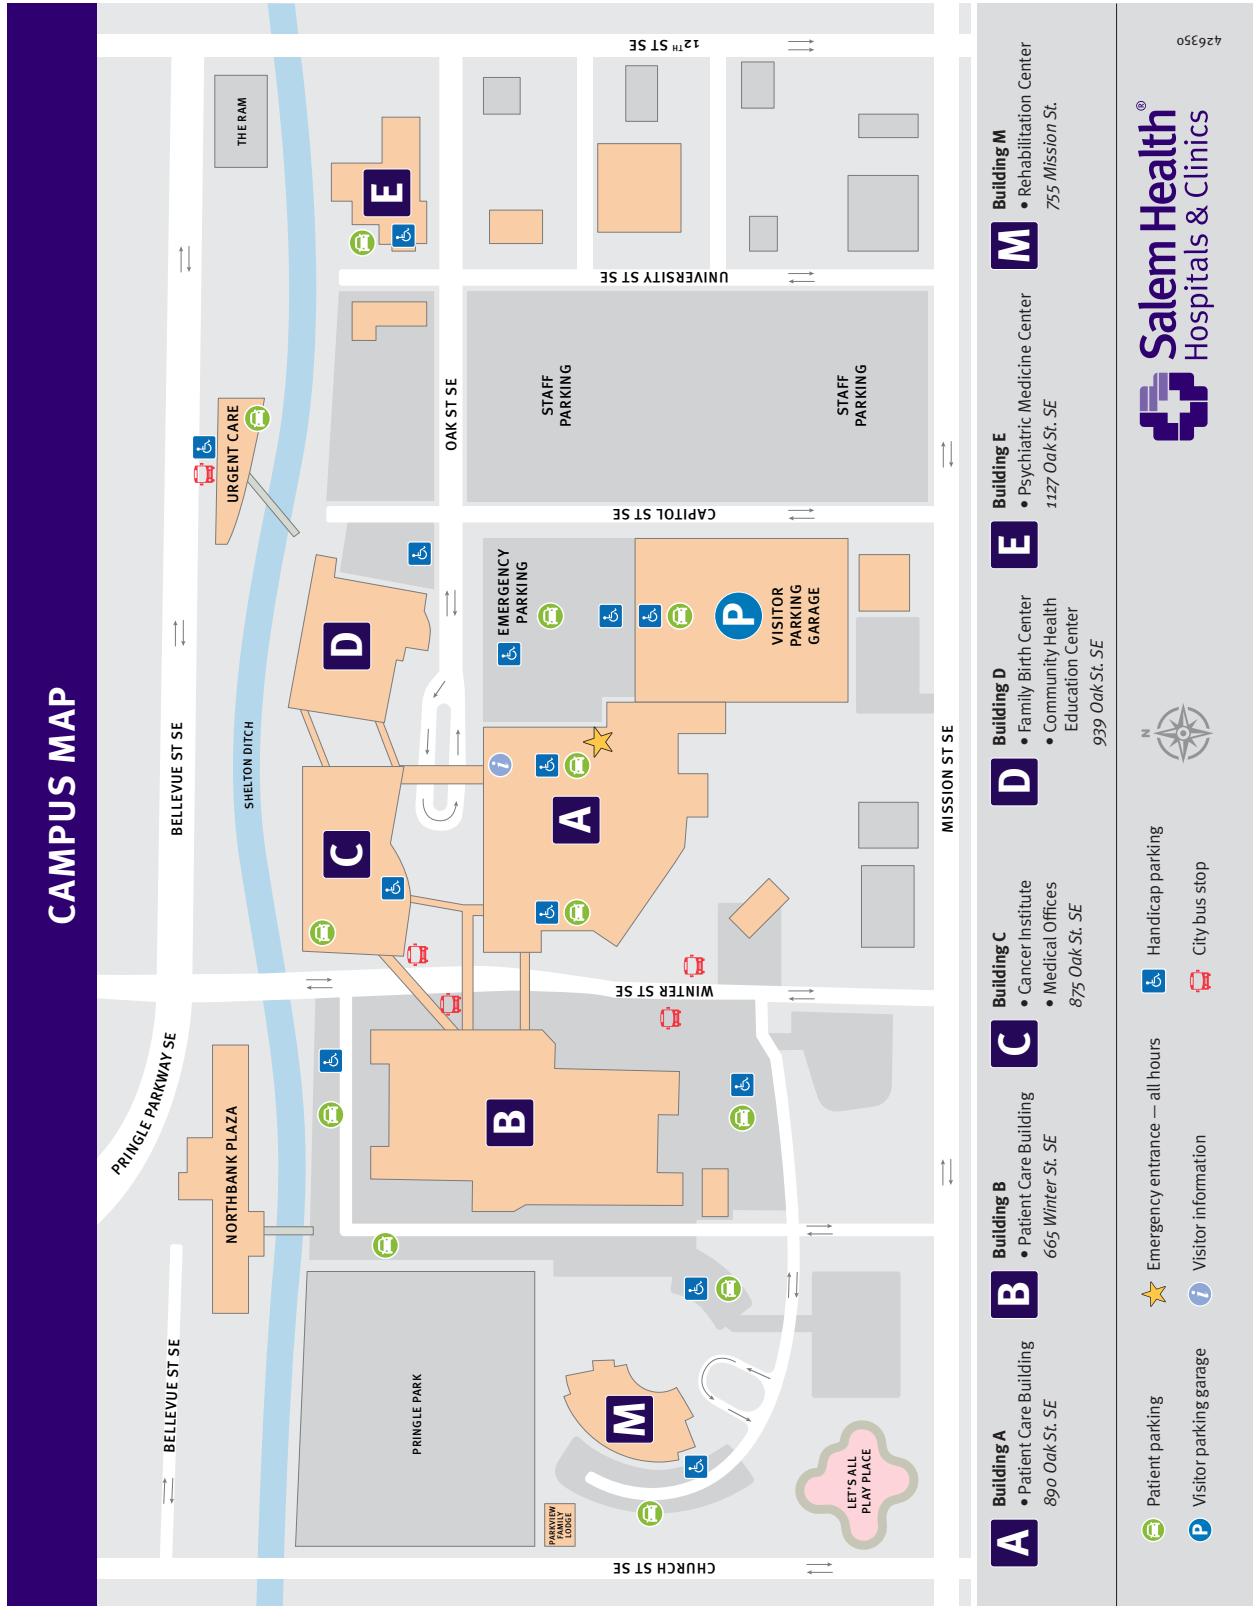 CAMPUS MAP
PRINGLE PARKWAY SE
BELLEVUE ST SE
BELLEVUE ST SE
THE RAM
NORTHBANK PLAZA
URGENT CARE
SHELTON DITCH
C
D
E
PRINGLE PARK
OAK ST SE
B
A
EMERGENCY
PARKING
STAFF
PARKING
PARKVIEW
FAMILY
LODGE
M
P
VISITOR
PARKING
GARAGE
STAFF
PARKING
LET'S ALL
PLAY PLACE
CHURCH ST SE
WINTER ST SE
CAPITOL ST SE
UNIVERSITY ST SE
12TH ST SE
MISSION ST SE
i
A
Building A
• Patient Care Building
890 Oak St. SE
B
Building B
• Patient Care Building
665 Winter St. SE
C
Building C
• Cancer Institute
• Medical Offices
875 Oak St. SE
D
Building D
• Family Birth Center
• Community Health
Education Center
939 Oak St. SE
E
Building E
• Psychiatric Medicine Center
1127 Oak St. SE
M
Building M
• Rehabilitation Center
755 Mission St.
Patient parking
P Visitor parking garage
Emergency entrance — all hours
i Visitor information
Handicap parking
City bus stop
N
Salem Health®
Hospitals & Clinics
426350